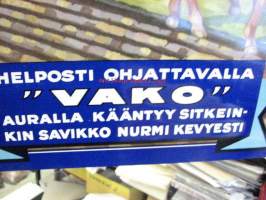 HELPOSTI OHJATTAVALLA
"VAKO"
AURALLA KÄÄNTYY SITKEIN-
KIN SAVIKKO NURMI KEVYESTI